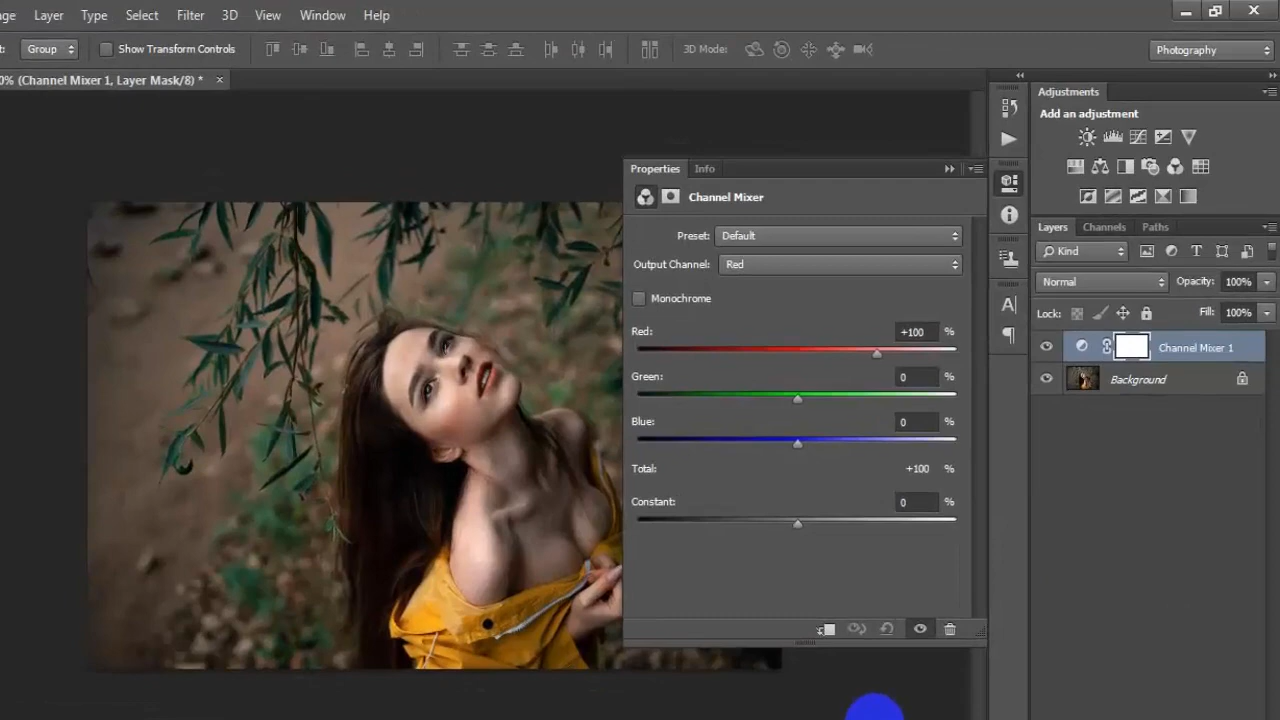 ge Layer Type Select Filter 3D View Window Help
t: Group Show Transform Controls 3D Mode: Photography
0% (Channel Mixer 1, Layer Mask/8) * ×
Adjustments
Add an adjustment
Properties Info
Channel Mixer
Preset: Default
Output Channel: Red
Monochrome
Red: +100 %
Green: 0 %
Blue: 0 %
Total: +100 %
Constant: 0 %
Layers Channels Paths
Kind
Normal Opacity: 100%
Lock: Fill: 100%
Channel Mixer 1
Background